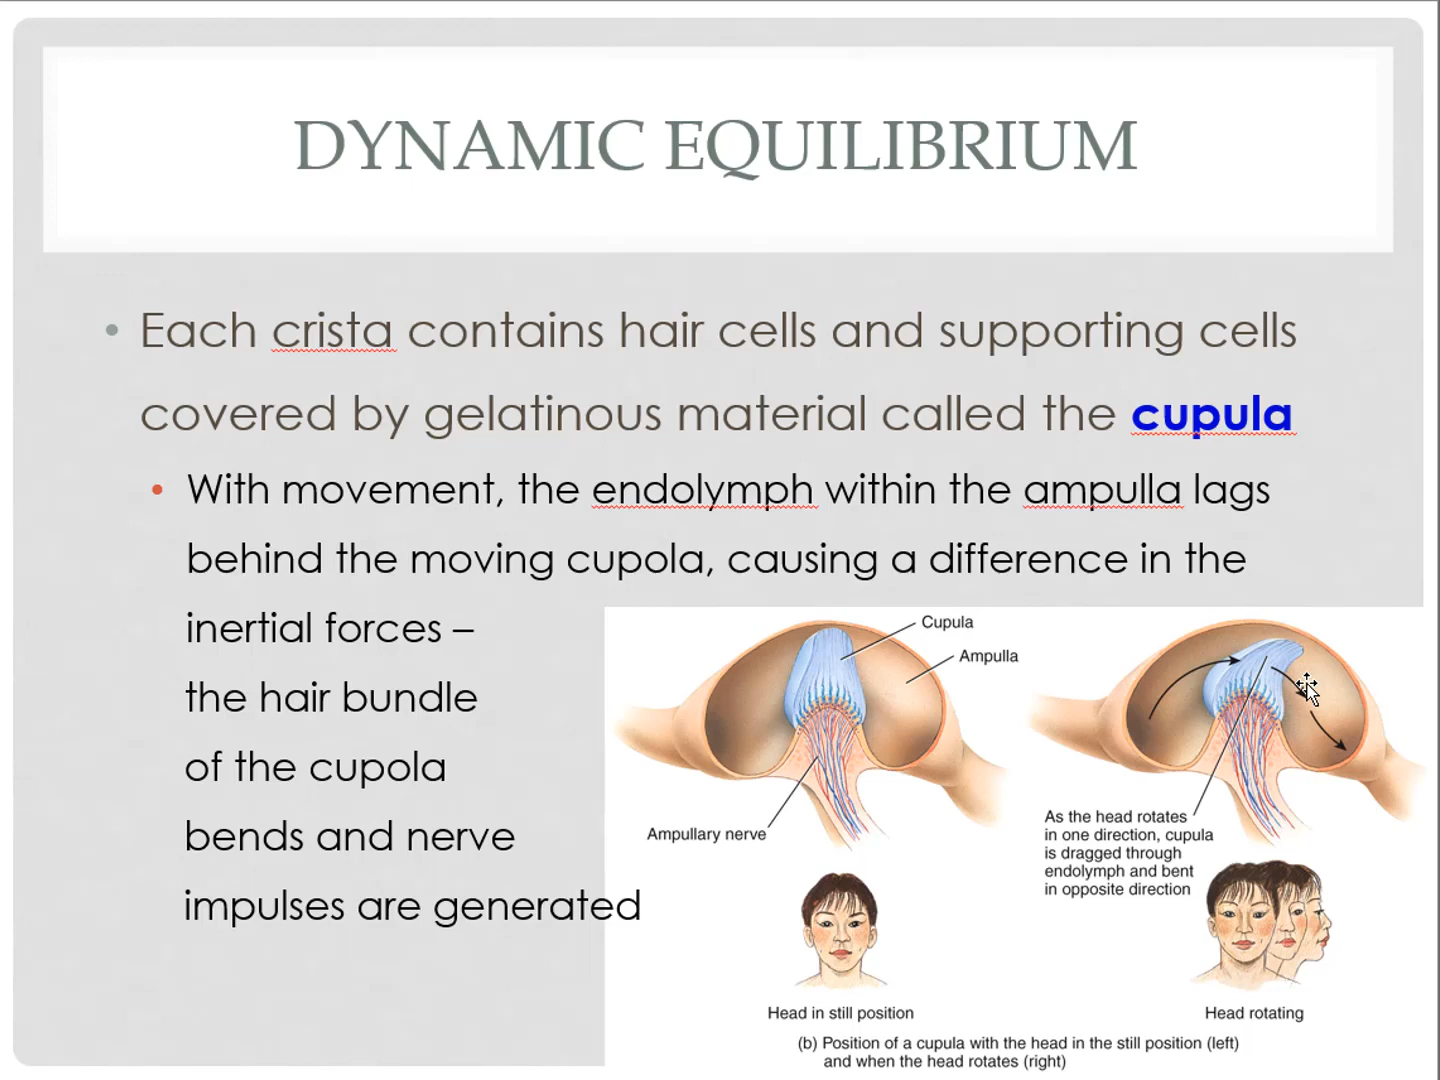 DYNAMIC EQUILIBRIUM
• Each crista contains hair cells and supporting cells
covered by gelatinous material called the cupula
• With movement, the endolymph within the ampulla lags
behind the moving cupola, causing a difference in the
inertial forces –
the hair bundle
of the cupola
bends and nerve
impulses are generated
Cupula
Ampulla
Ampullary nerve
Head in still position
As the head rotates
in one direction, cupula
is dragged through
endolymph and bent
in opposite direction
Head rotating
(b) Position of a cupula with the head in the still position (left)
and when the head rotates (right)